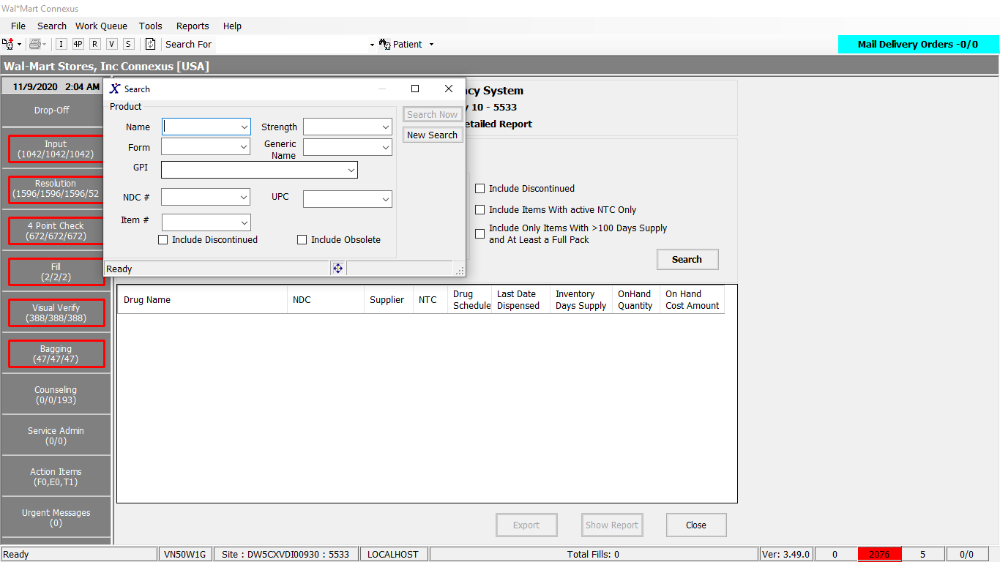 Wal*Mart Connexus
File Search Work Queue Tools Reports Help
I 4P R V S Search For Patient Mail Delivery Orders -0/0
Wal-Mart Stores, Inc Connexus [USA]
11/9/2020 2:04 AM
Drop-Off
Input
(1042/1042/1042)
Resolution
(1596/1596/1596/52
4 Point Check
(672/672/672)
Fill
(2/2/2)
Visual Verify
(388/388/388)
Bagging
(47/47/47)
Counseling
(0/0/193)
Service Admin
(0/0)
Action Items
(F0,E0,T1)
Urgent Messages
(0)
Search
Product
Name Strength
Form Generic
Name
GPI
NDC # UPC
Item #
Include Discontinued Include Obsolete
Search Now
New Search
Ready
cy System
10 - 5533
etailed Report
Include Discontinued
Include Items With active NTC Only
Include Only Items With >100 Days Supply
and At Least a Full Pack
Search
Drug Name NDC Supplier NTC Drug
Schedule Last Date
Dispensed Inventory
Days Supply OnHand
Quantity On Hand
Cost Amount
Export Show Report Close
Ready VN50W1G Site : DW5CXVDI00930 : 5533 LOCALHOST Total Fills: 0 Ver: 3.49.0 0 2076 5 0/0